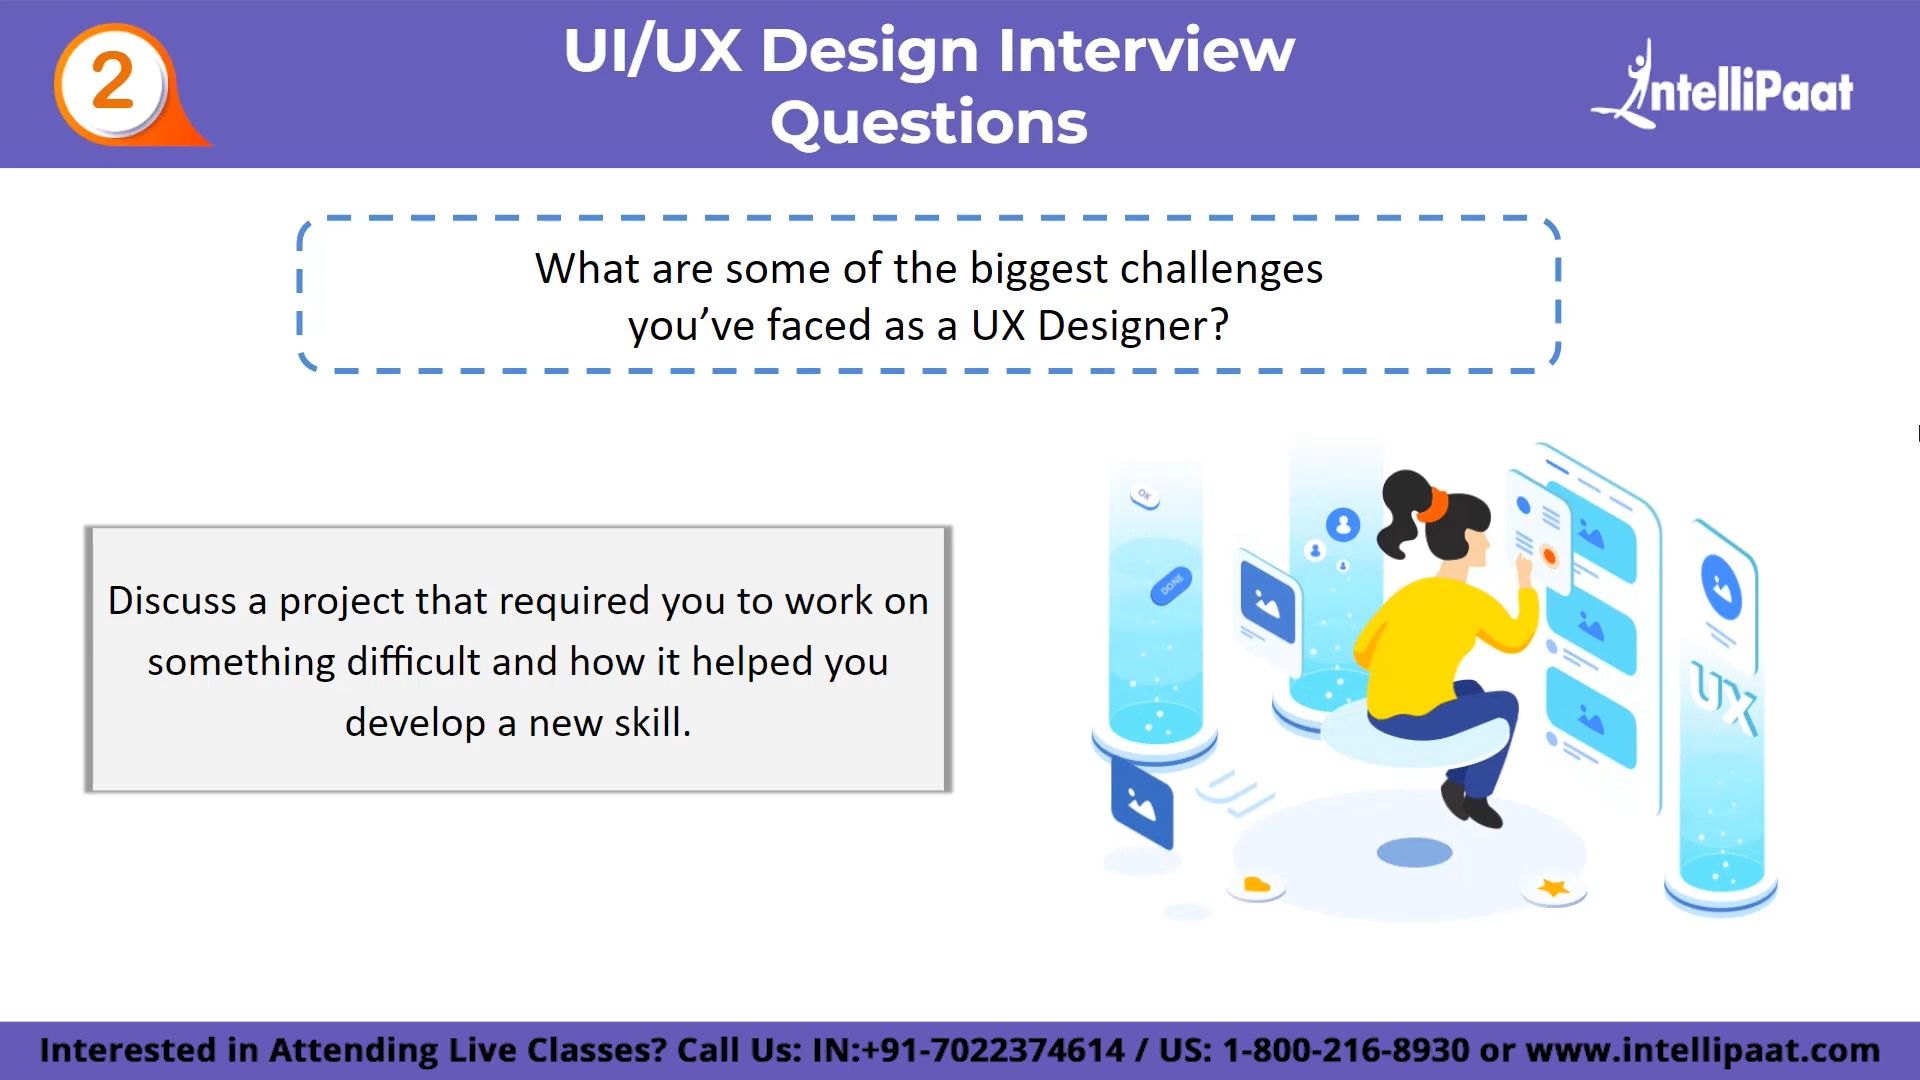 2
UI/UX Design Interview
Questions
IntelliPaat
What are some of the biggest challenges
you’ve faced as a UX Designer?
Discuss a project that required you to work on
something difficult and how it helped you
develop a new skill.
OK
DONE
UX
UI
Interested in Attending Live Classes? Call Us: IN:+91-7022374614 / US: 1-800-216-8930 or www.intellipaat.com